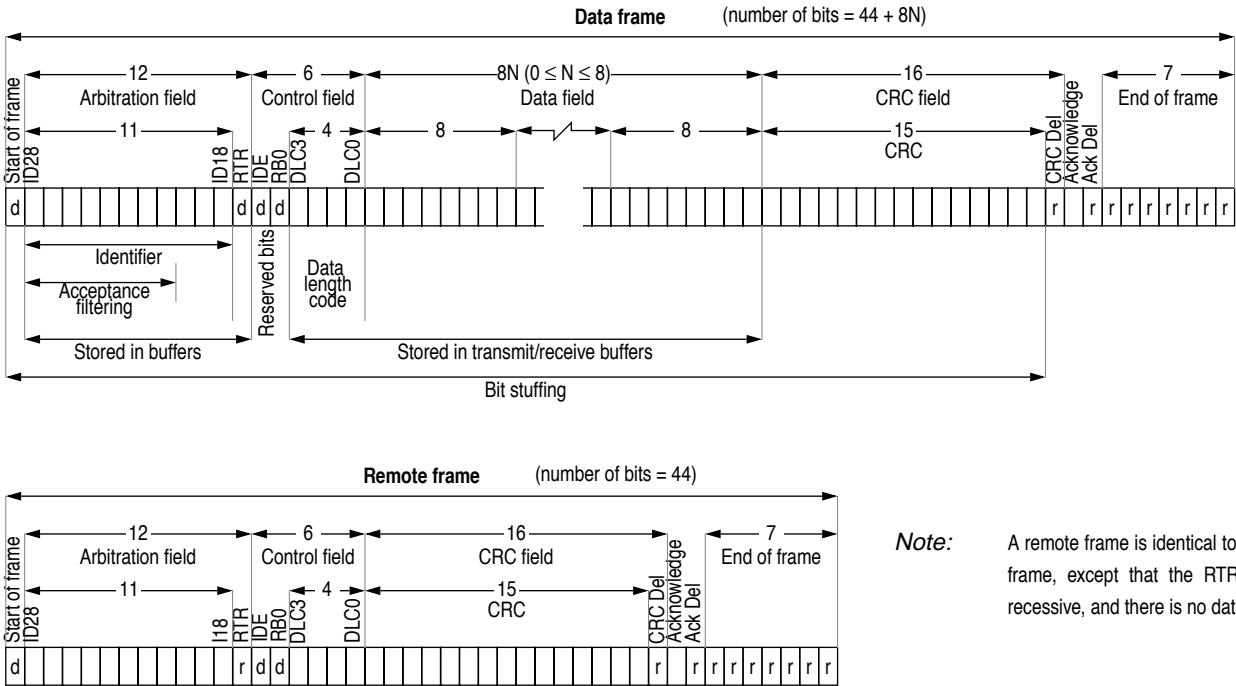 Data frame (number of bits = 44 + 8N)
12 6 8N (0 ≤ N ≤ 8) 16 7
Arbitration field Control field Data field CRC field End of frame
11 4 8 8 15
CRC
Start of frame
ID28
ID18
RTR
IDE
RB0
DLC3
DLC0
CRC Del
Acknowledge
Ack Del
d d d d r r r r r r r r r
Identifier
Acceptance
filtering
Reserved bits
Data
length
code
Stored in buffers
Stored in transmit/receive buffers
Bit stuffing
Remote frame (number of bits = 44)
12 6 16 7
Arbitration field Control field CRC field End of frame
11 4 15
CRC
Start of frame
ID28
I18
RTR
IDE
RB0
DLC3
DLC0
CRC Del
Acknowledge
Ack Del
d r d d r r r r r r r r r
Note: A remote frame is identical to
frame, except that the RTR
recessive, and there is no dat